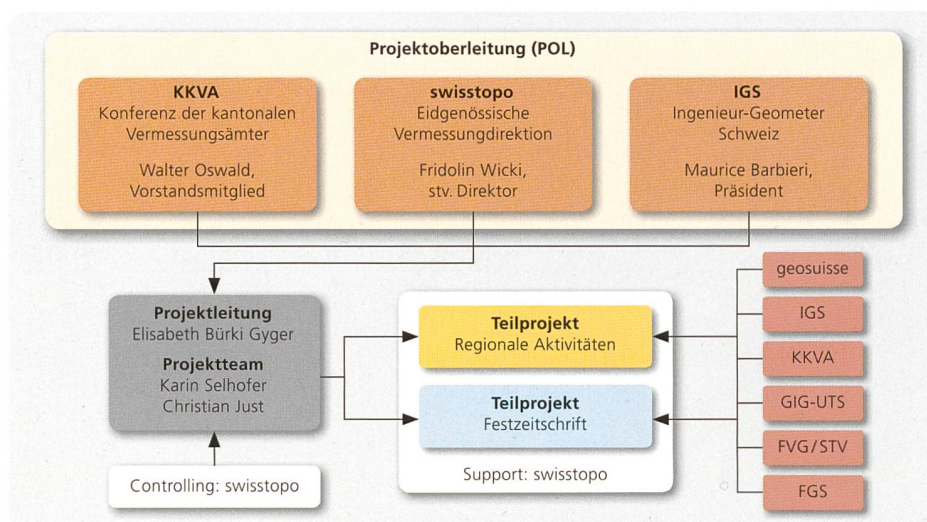 Projektoberleitung (POL)
KKVA
Konferenz der kantonalen
Vermessungsämter
Walter Oswald,
Vorstandsmitglied
swisstopo
Eidgenössische
Vermessungdirektion
Fridolin Wicki,
stv. Direktor
IGS
Ingenieur-Geometer
Schweiz
Maurice Barbieri,
Präsident
Projektleitung
Elisabeth Bürki Gyger
Projektteam
Karin Selhofer
Christian Just
Controlling: swisstopo
Teilprojekt
Regionale Aktivitäten
Teilprojekt
Festzeitschrift
Support: swisstopo
geosuisse
IGS
KKVA
GIG-UTS
FVG/STV
FGS